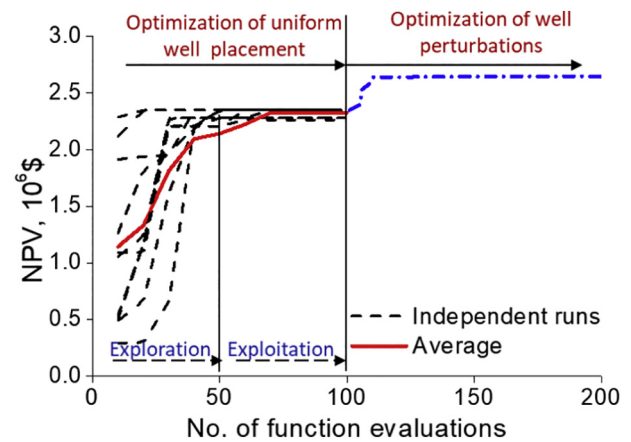 Optimization of uniform
well placement
Optimization of well
perturbations
3.0
2.5
2.0
1.5
1.0
0.5
0.0
NPV, 10⁶$
Exploration
Exploitation
Independent runs
Average
0
50
100
150
200
No. of function evaluations